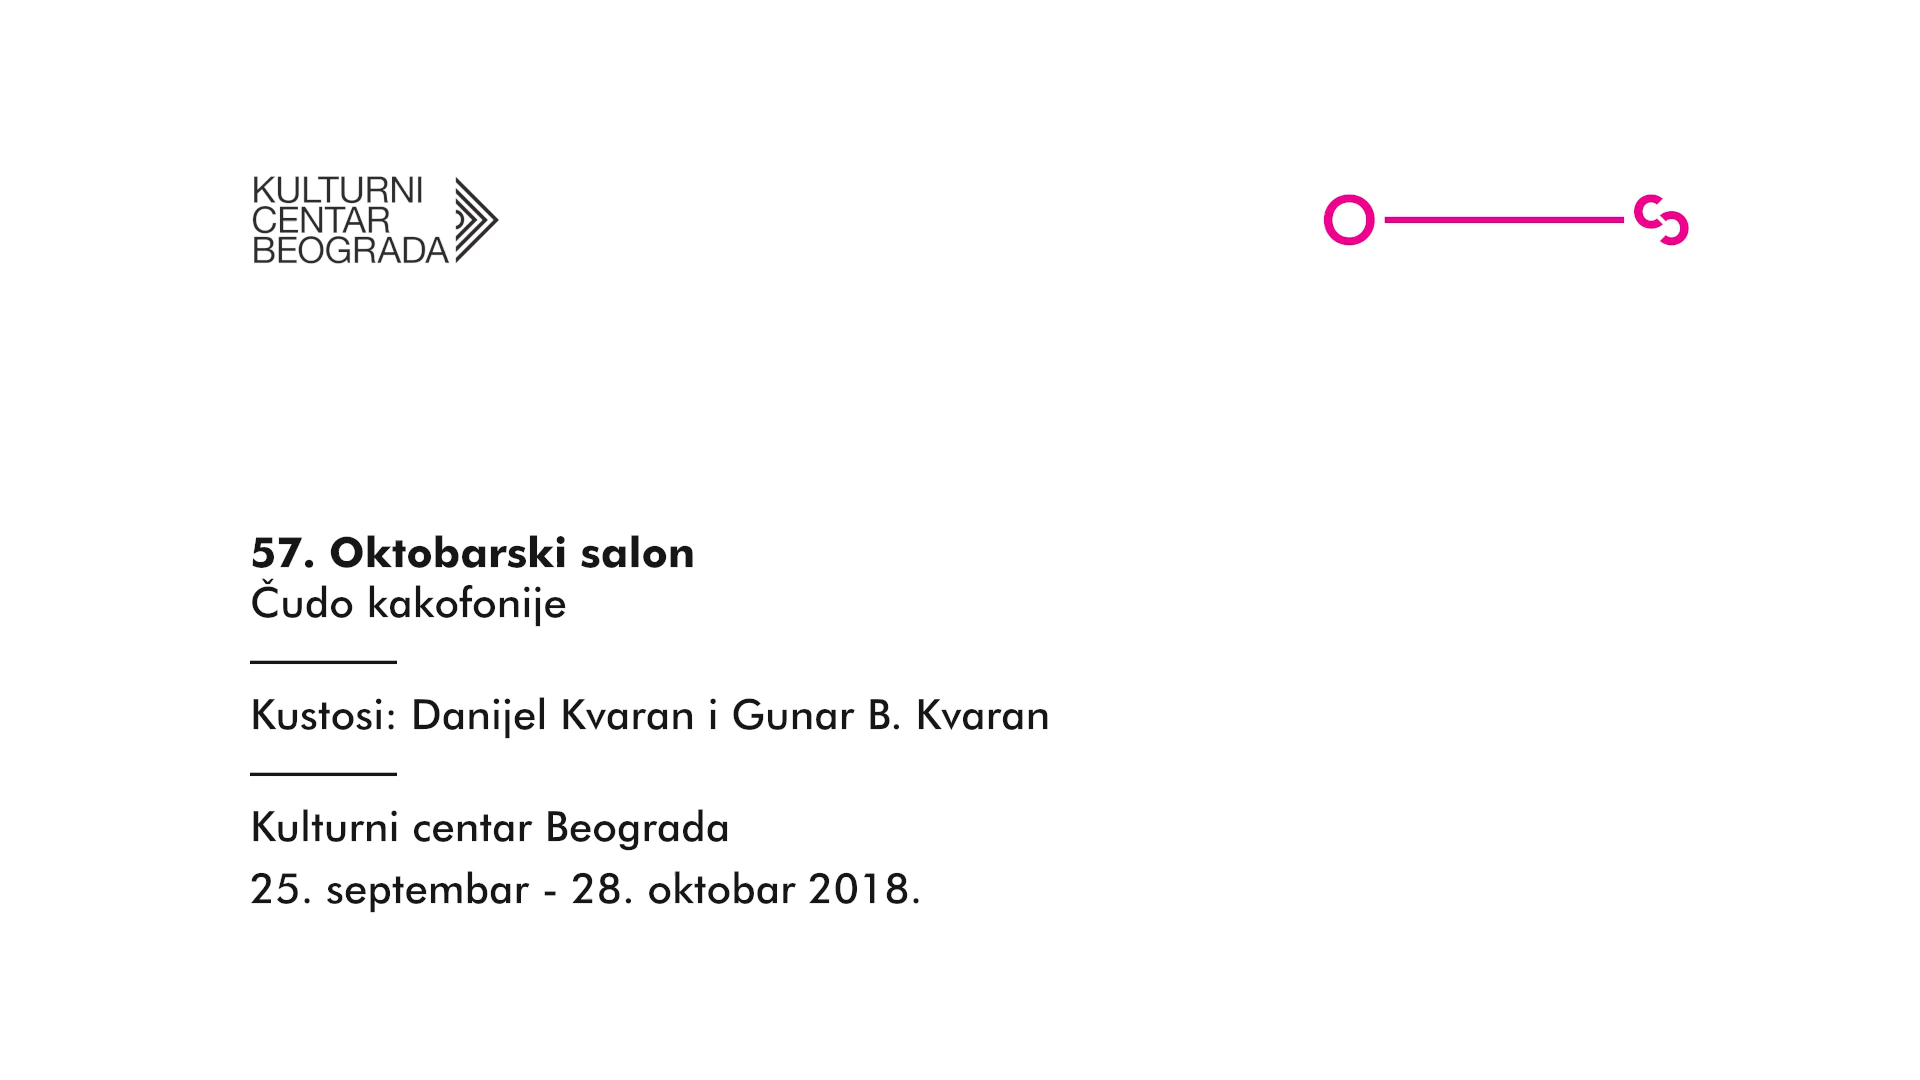 KULTURNI
CENTAR
BEOGRADA
57. Oktobarski salon
Čudo kakofonije
Kustosi: Danijel Kvaran i Gunar B. Kvaran
Kulturni centar Beograda
25. septembar - 28. oktobar 2018.